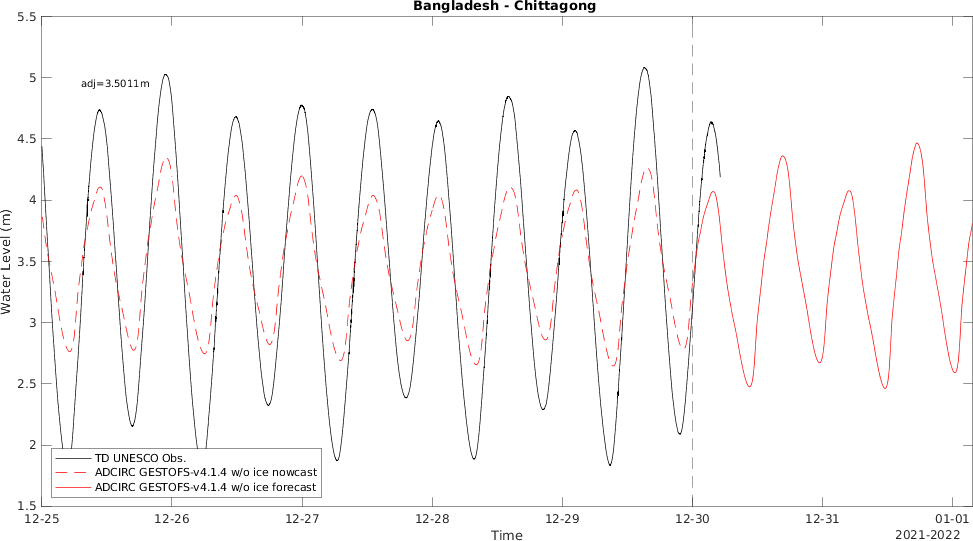 Bangladesh - Chittagong
5.5
5
4.5
4
3.5
3
2.5
2
1.5
Water Level (m)
adj=3.5011m
TD UNESCO Obs.
ADCIRC GESTOFS-v4.1.4 w/o ice nowcast
ADCIRC GESTOFS-v4.1.4 w/o ice forecast
12-25 12-26 12-27 12-28 12-29 12-30 12-31 01-01
Time
2021-2022